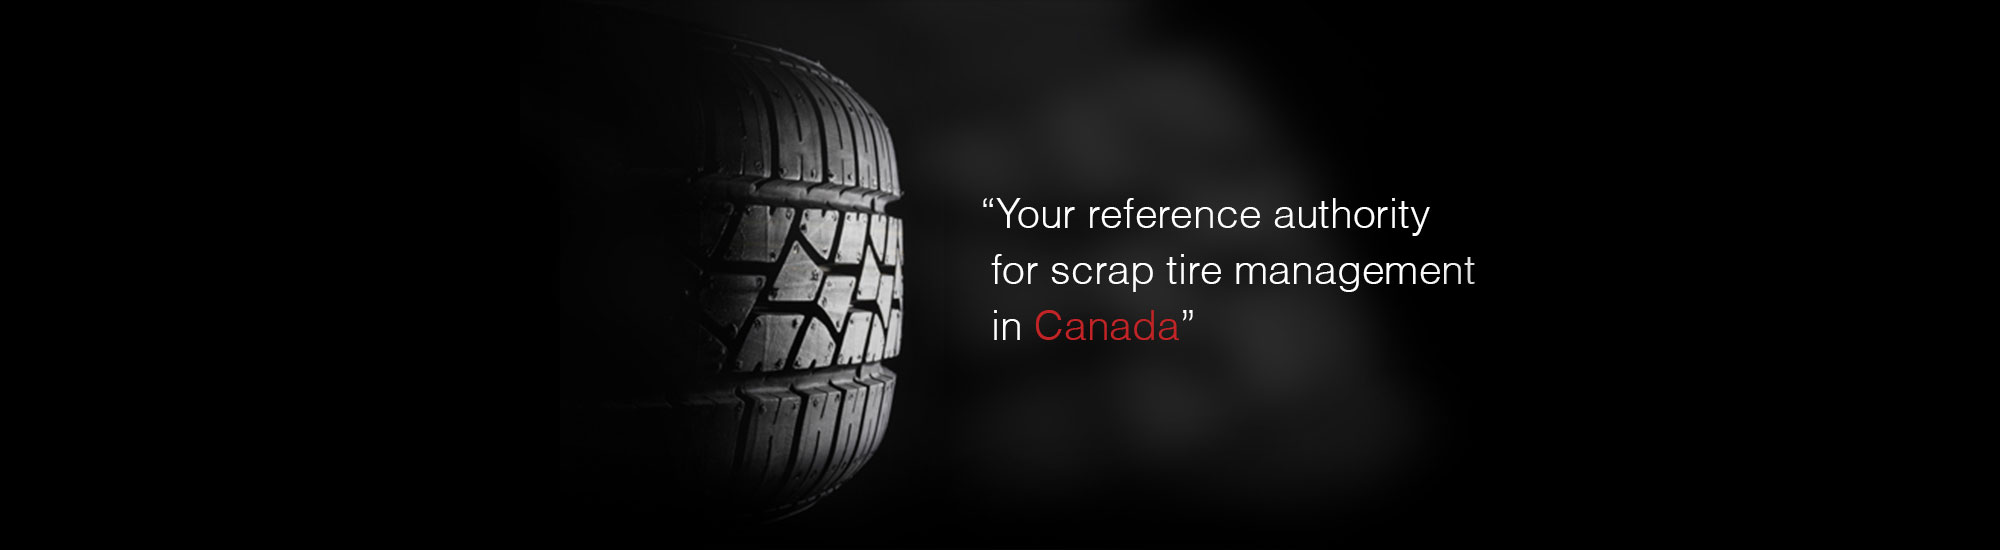 “Your reference authority
for scrap tire management
in Canada”